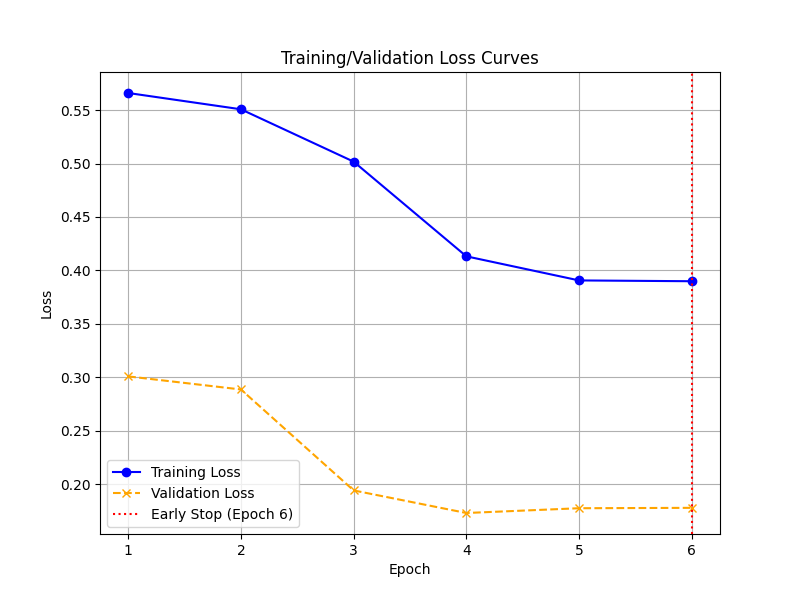 Training/Validation Loss Curves
Loss
0.55
0.50
0.45
0.40
0.35
0.30
0.25
0.20
Training Loss
Validation Loss
Early Stop (Epoch 6)
1 2 3 4 5 6
Epoch